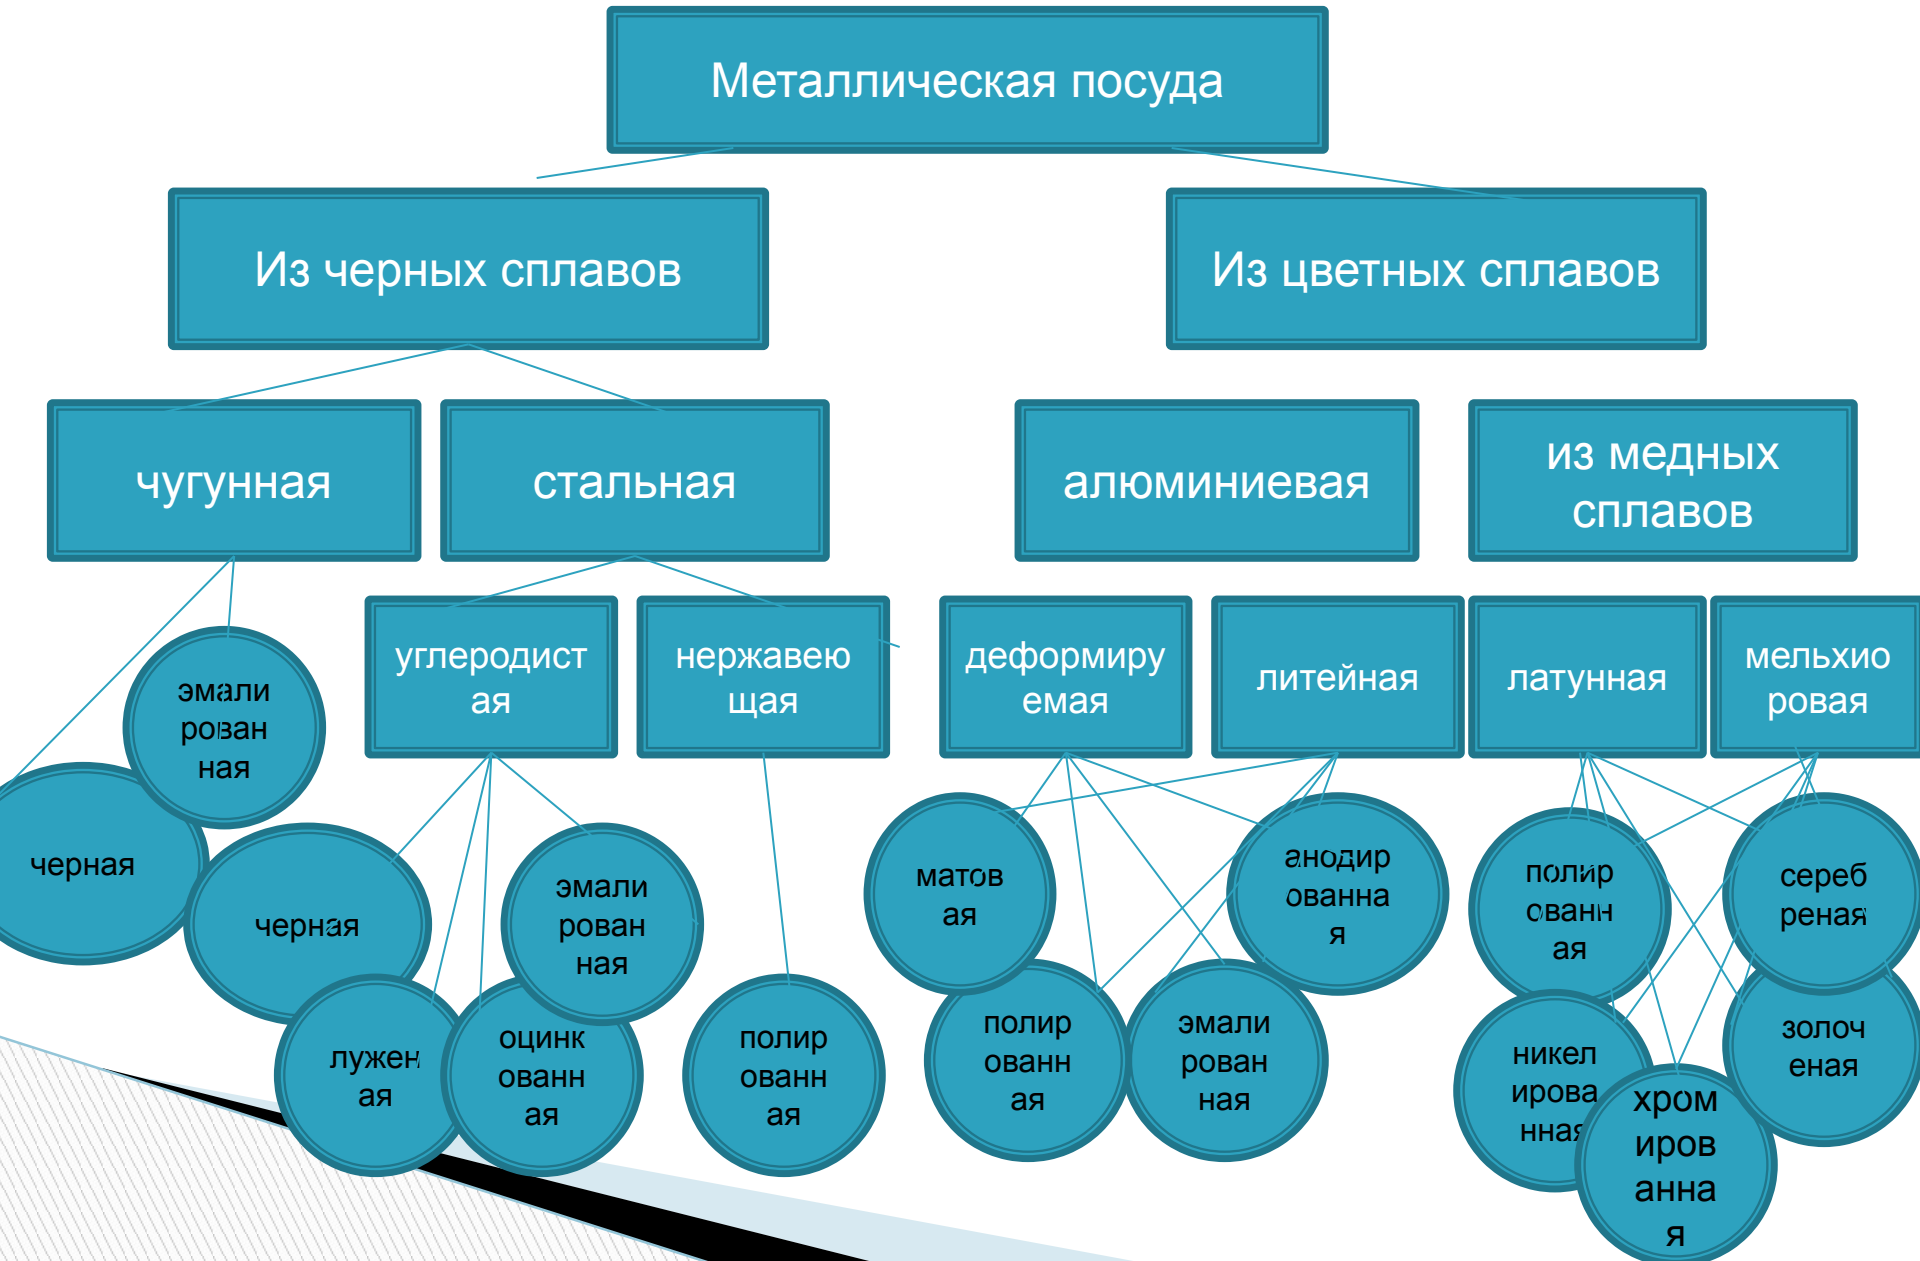 Металлическая посуда
Из черных сплавов
Из цветных сплавов
чугунная
стальная
алюминиевая
из медных
сплавов
углеродист
ая
нержавею
щая
деформиру
емая
литейная
латунная
мельхио
ровая
эмали
рован
ная
черная
черная
лужен
ая
оцинк
ованн
ая
эмали
рован
ная
полир
ованн
ая
матов
ая
полир
ованн
ая
эмали
рован
ная
анодир
ованна
я
полир
ованн
ая
никел
ирова
нная
хром
иров
анна
я
сереб
реная
золоч
еная